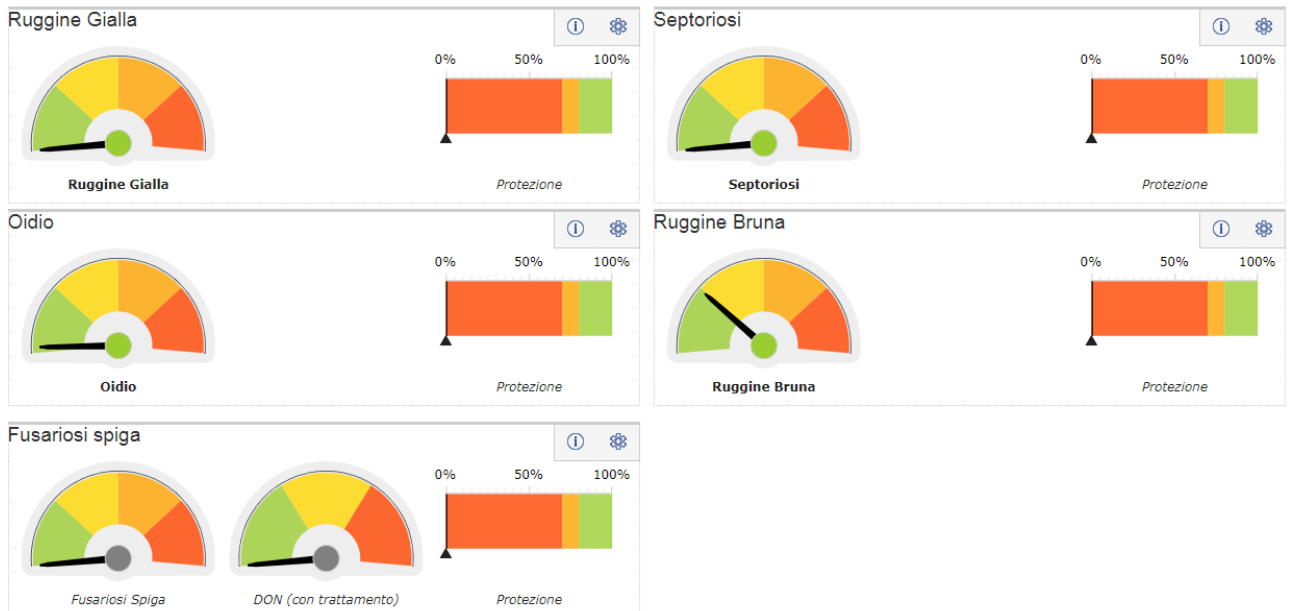 Ruggine Gialla
0% 50% 100%
Ruggine Gialla Protezione
Septoriosi
0% 50% 100%
Septoriosi Protezione
Oidio
0% 50% 100%
Oidio Protezione
Ruggine Bruna
0% 50% 100%
Ruggine Bruna Protezione
Fusariosi spiga
0% 50% 100%
Fusariosi Spiga DON (con trattamento) Protezione